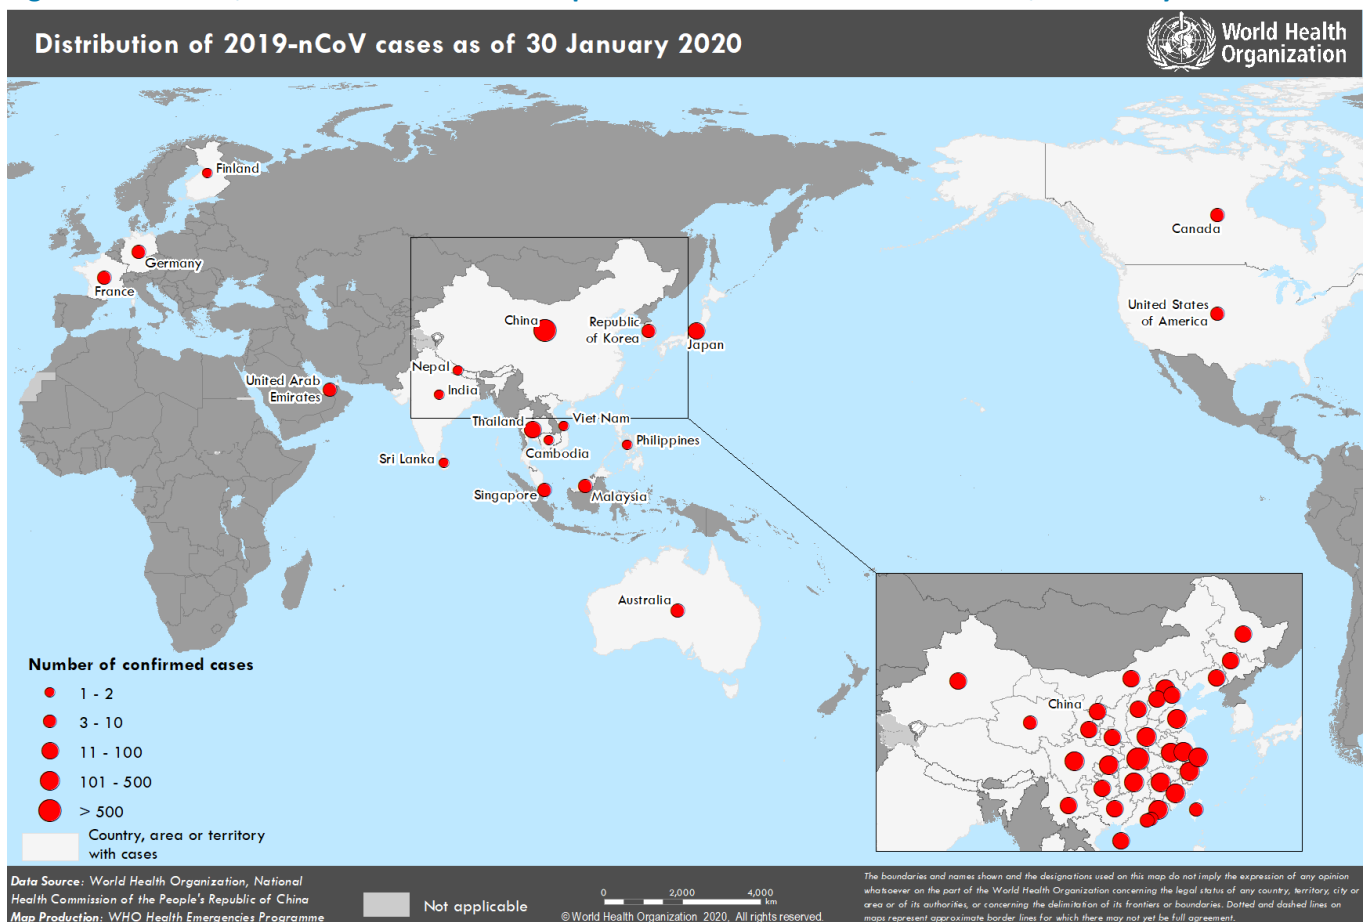 Distribution of 2019-nCoV cases as of 30 January 2020
World Health
Organization
Finland
Germany
France
Canada
United States
of America
China
Republic
of Korea
Japan
Nepal
India
United Arab
Emirates
Thailand
Viet Nam
Cambodia
Philippines
Sri Lanka
Singapore
Malaysia
Australia
China
Number of confirmed cases
1 - 2
3 - 10
11 - 100
101 - 500
> 500
Country, area or territory
with cases
Data Source: World Health Organization, National
Health Commission of the People's Republic of China
Map Production: WHO Health Emergencies Programme
Not applicable
0 2,000 4,000
km
© World Health Organization 2020. All rights reserved.
The boundaries and names shown and the designations used on this map do not imply the expression of any opinion
whatsoever on the part of the World Health Organization concerning the legal status of any country, territory, city or
area or of its authorities, or concerning the delimitation of its frontiers or boundaries. Dotted and dashed lines on
maps represent approximate border lines for which there may not yet be full agreement.